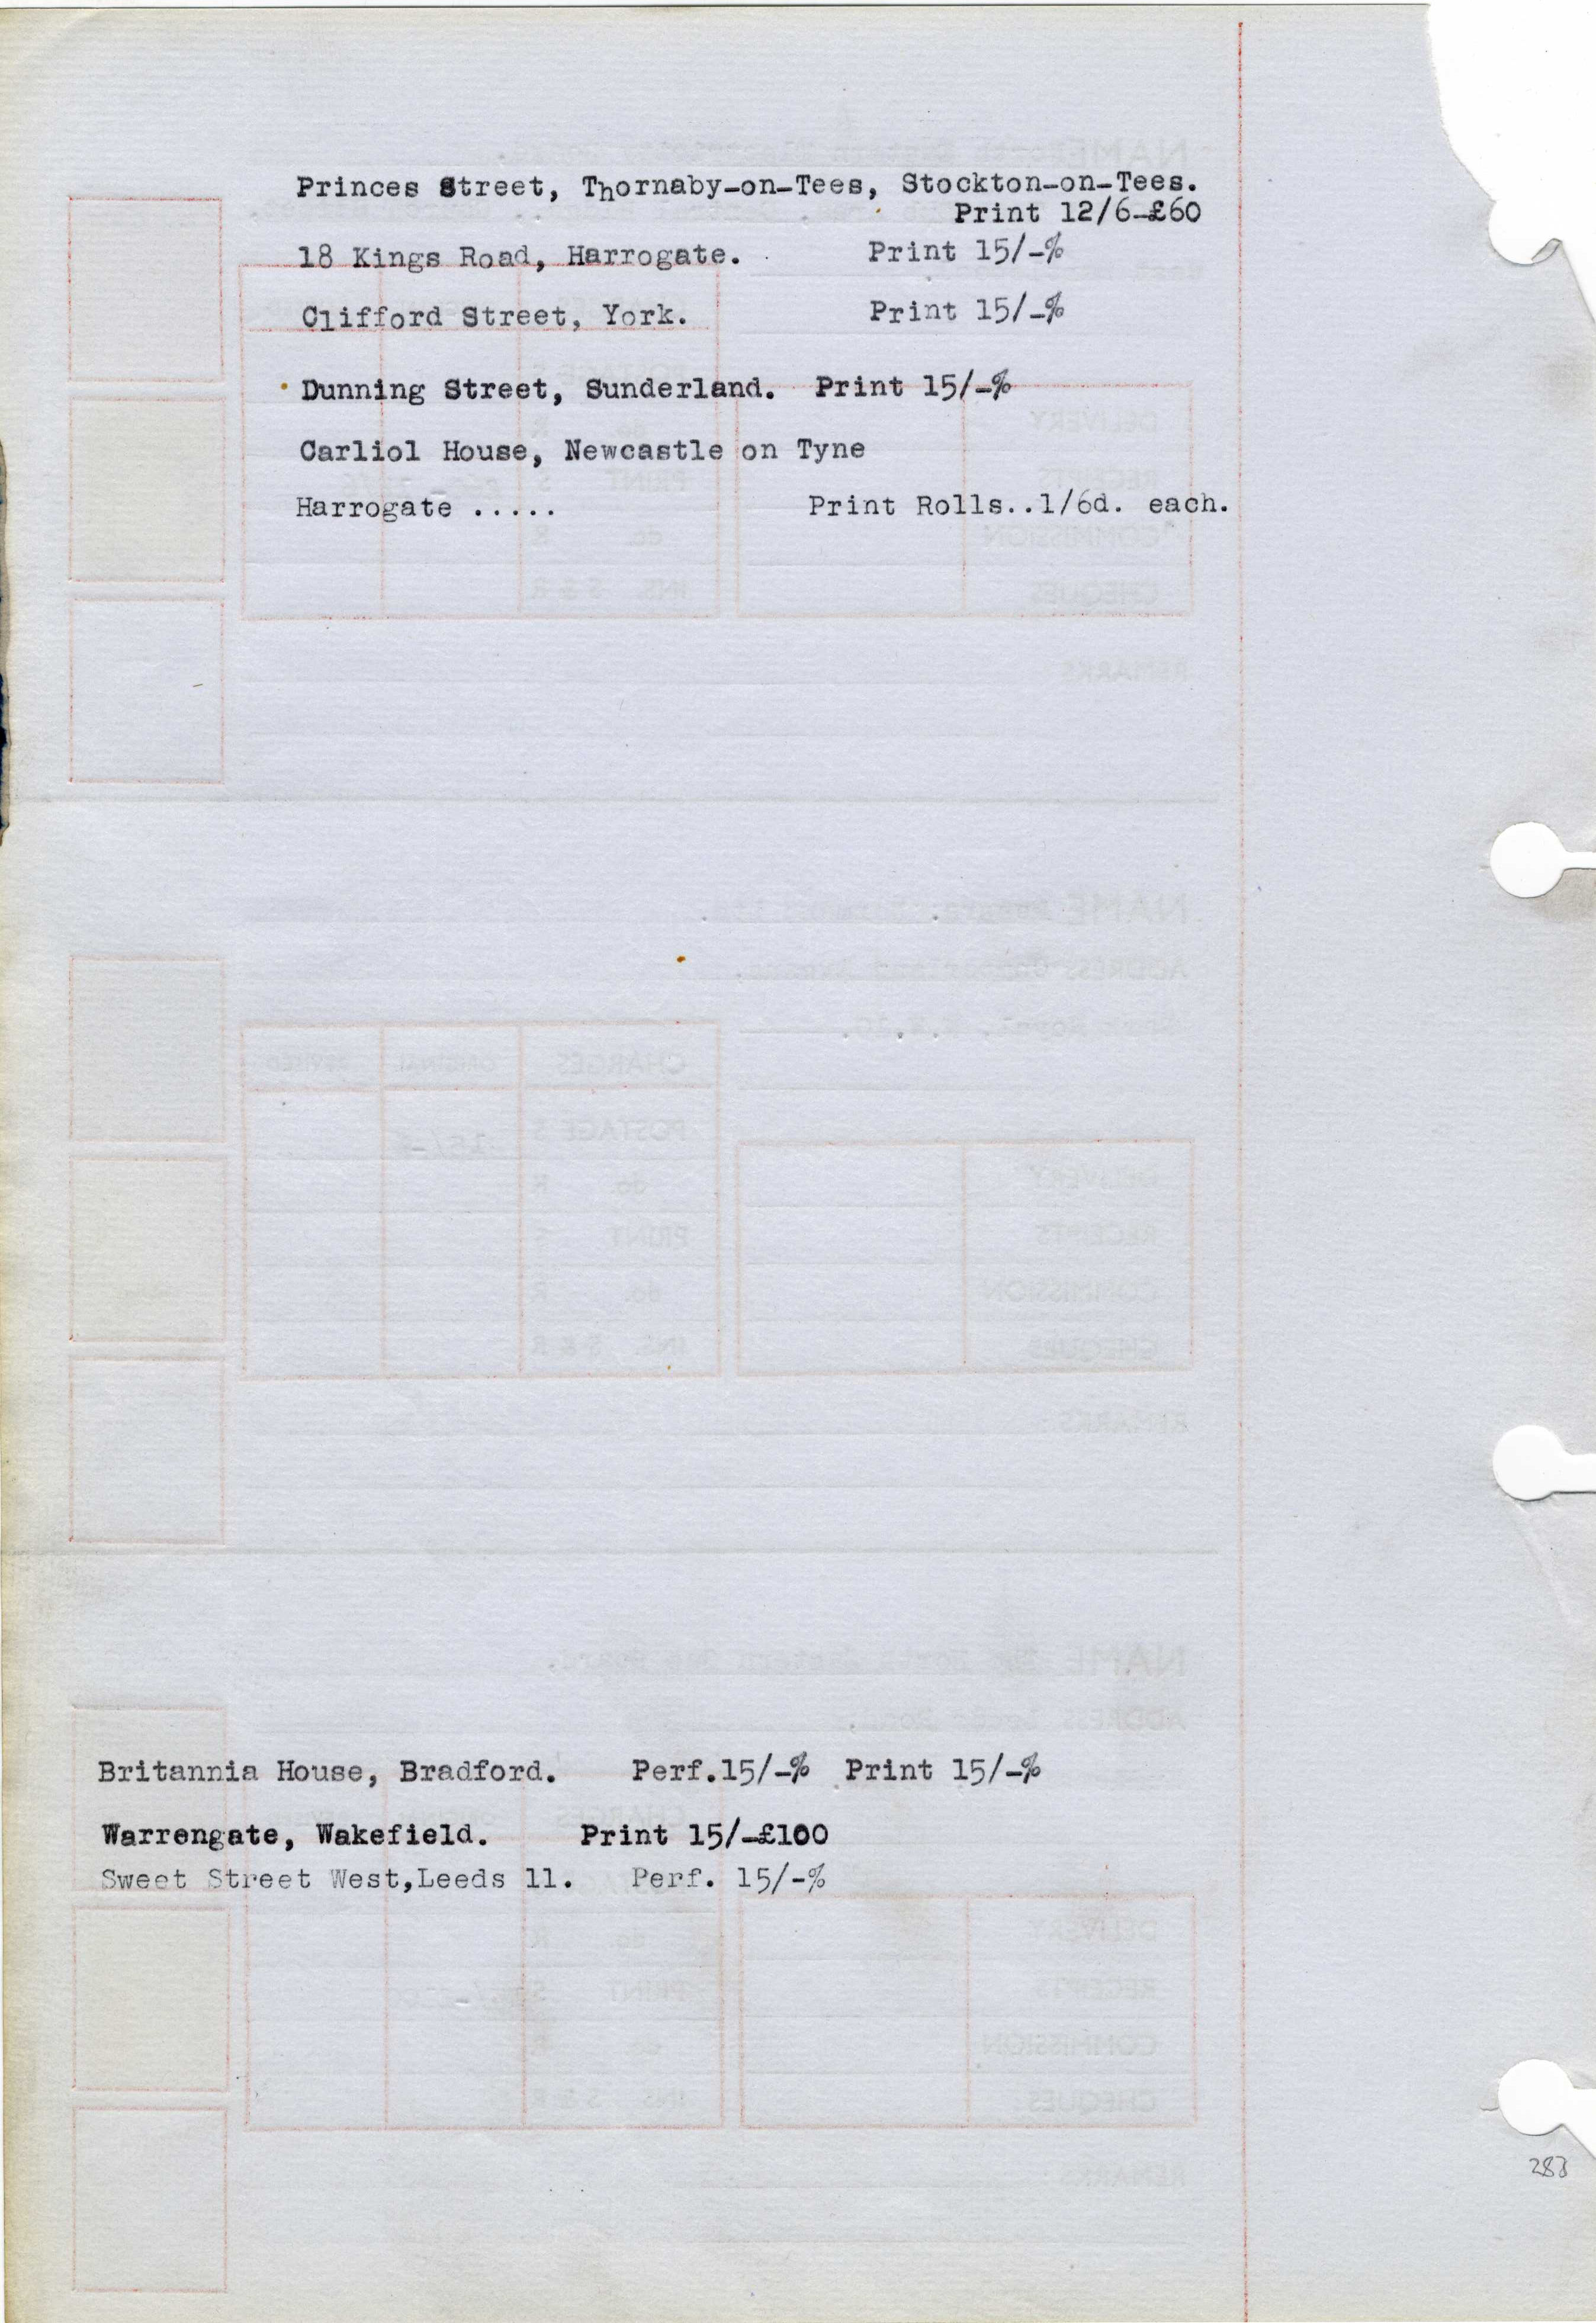 Princes Street, Thornaby-on-Tees, Stockton-on-Tees.
Print 12/6-£60
18 Kings Road, Harrogate. Print 15/-%
Clifford Street, York. Print 15/-%
Dunning Street, Sunderland. Print 15/-%
Carliol House, Newcastle on Tyne
Harrogate ..... Print Rolls..1/6d. each.
Britannia House, Bradford. Perf.15/-% Print 15/-%
Warrengate, Wakefield. Print 15/-£100
Sweet Street West,Leeds 11. Perf. 15/-%
283